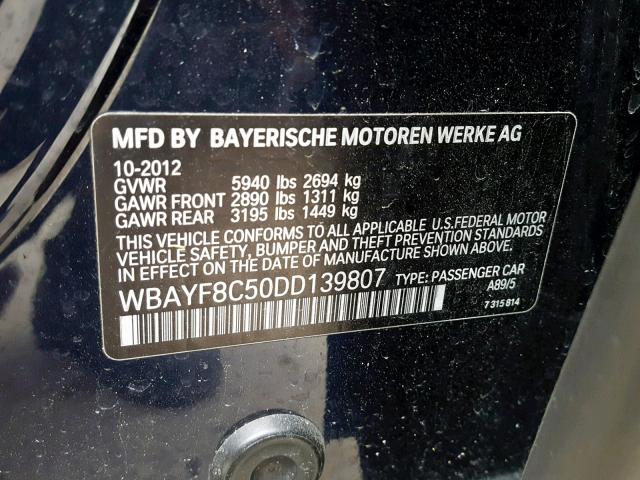 MFD BY BAYERISCHE MOTOREN WERKE AG
10-2012
GVWR 5940 lbs 2694 kg
GAWR FRONT 2890 lbs 1311 kg
GAWR REAR 3195 lbs 1449 kg
THIS VEHICLE CONFORMS TO ALL APPLICABLE U.S.FEDERAL MOTOR
VEHICLE SAFETY, BUMPER AND THEFT PREVENTION STANDARDS
IN EFFECT ON THE DATE OF MANUFACTURE SHOWN ABOVE.
WBAYF8C50DD139807 TYPE: PASSENGER CAR
A89/5
7 315 814